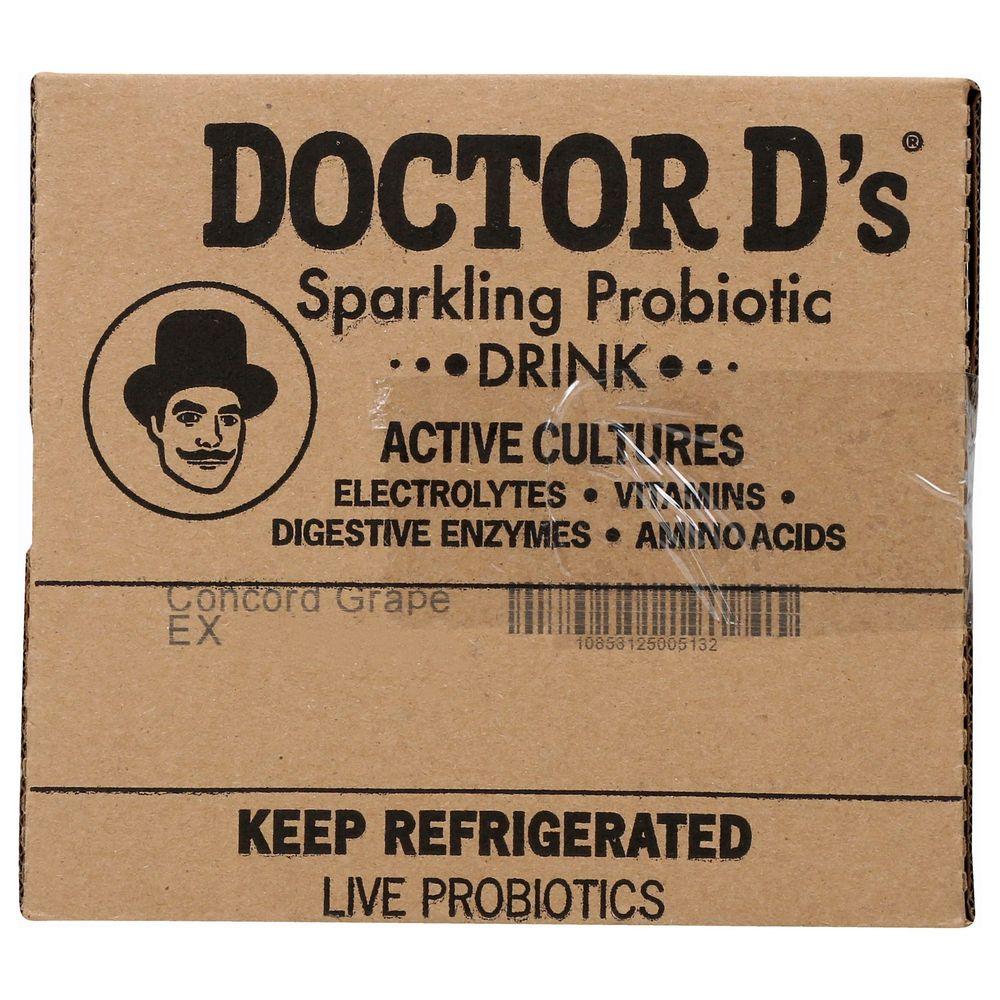 DOCTOR D's®
Sparkling Probiotic
•••DRINK•••
ACTIVE CULTURES
ELECTROLYTES • VITAMINS •
DIGESTIVE ENZYMES • AMINO ACIDS
Concord Grape
EX
10858125005132
KEEP REFRIGERATED
LIVE PROBIOTICS